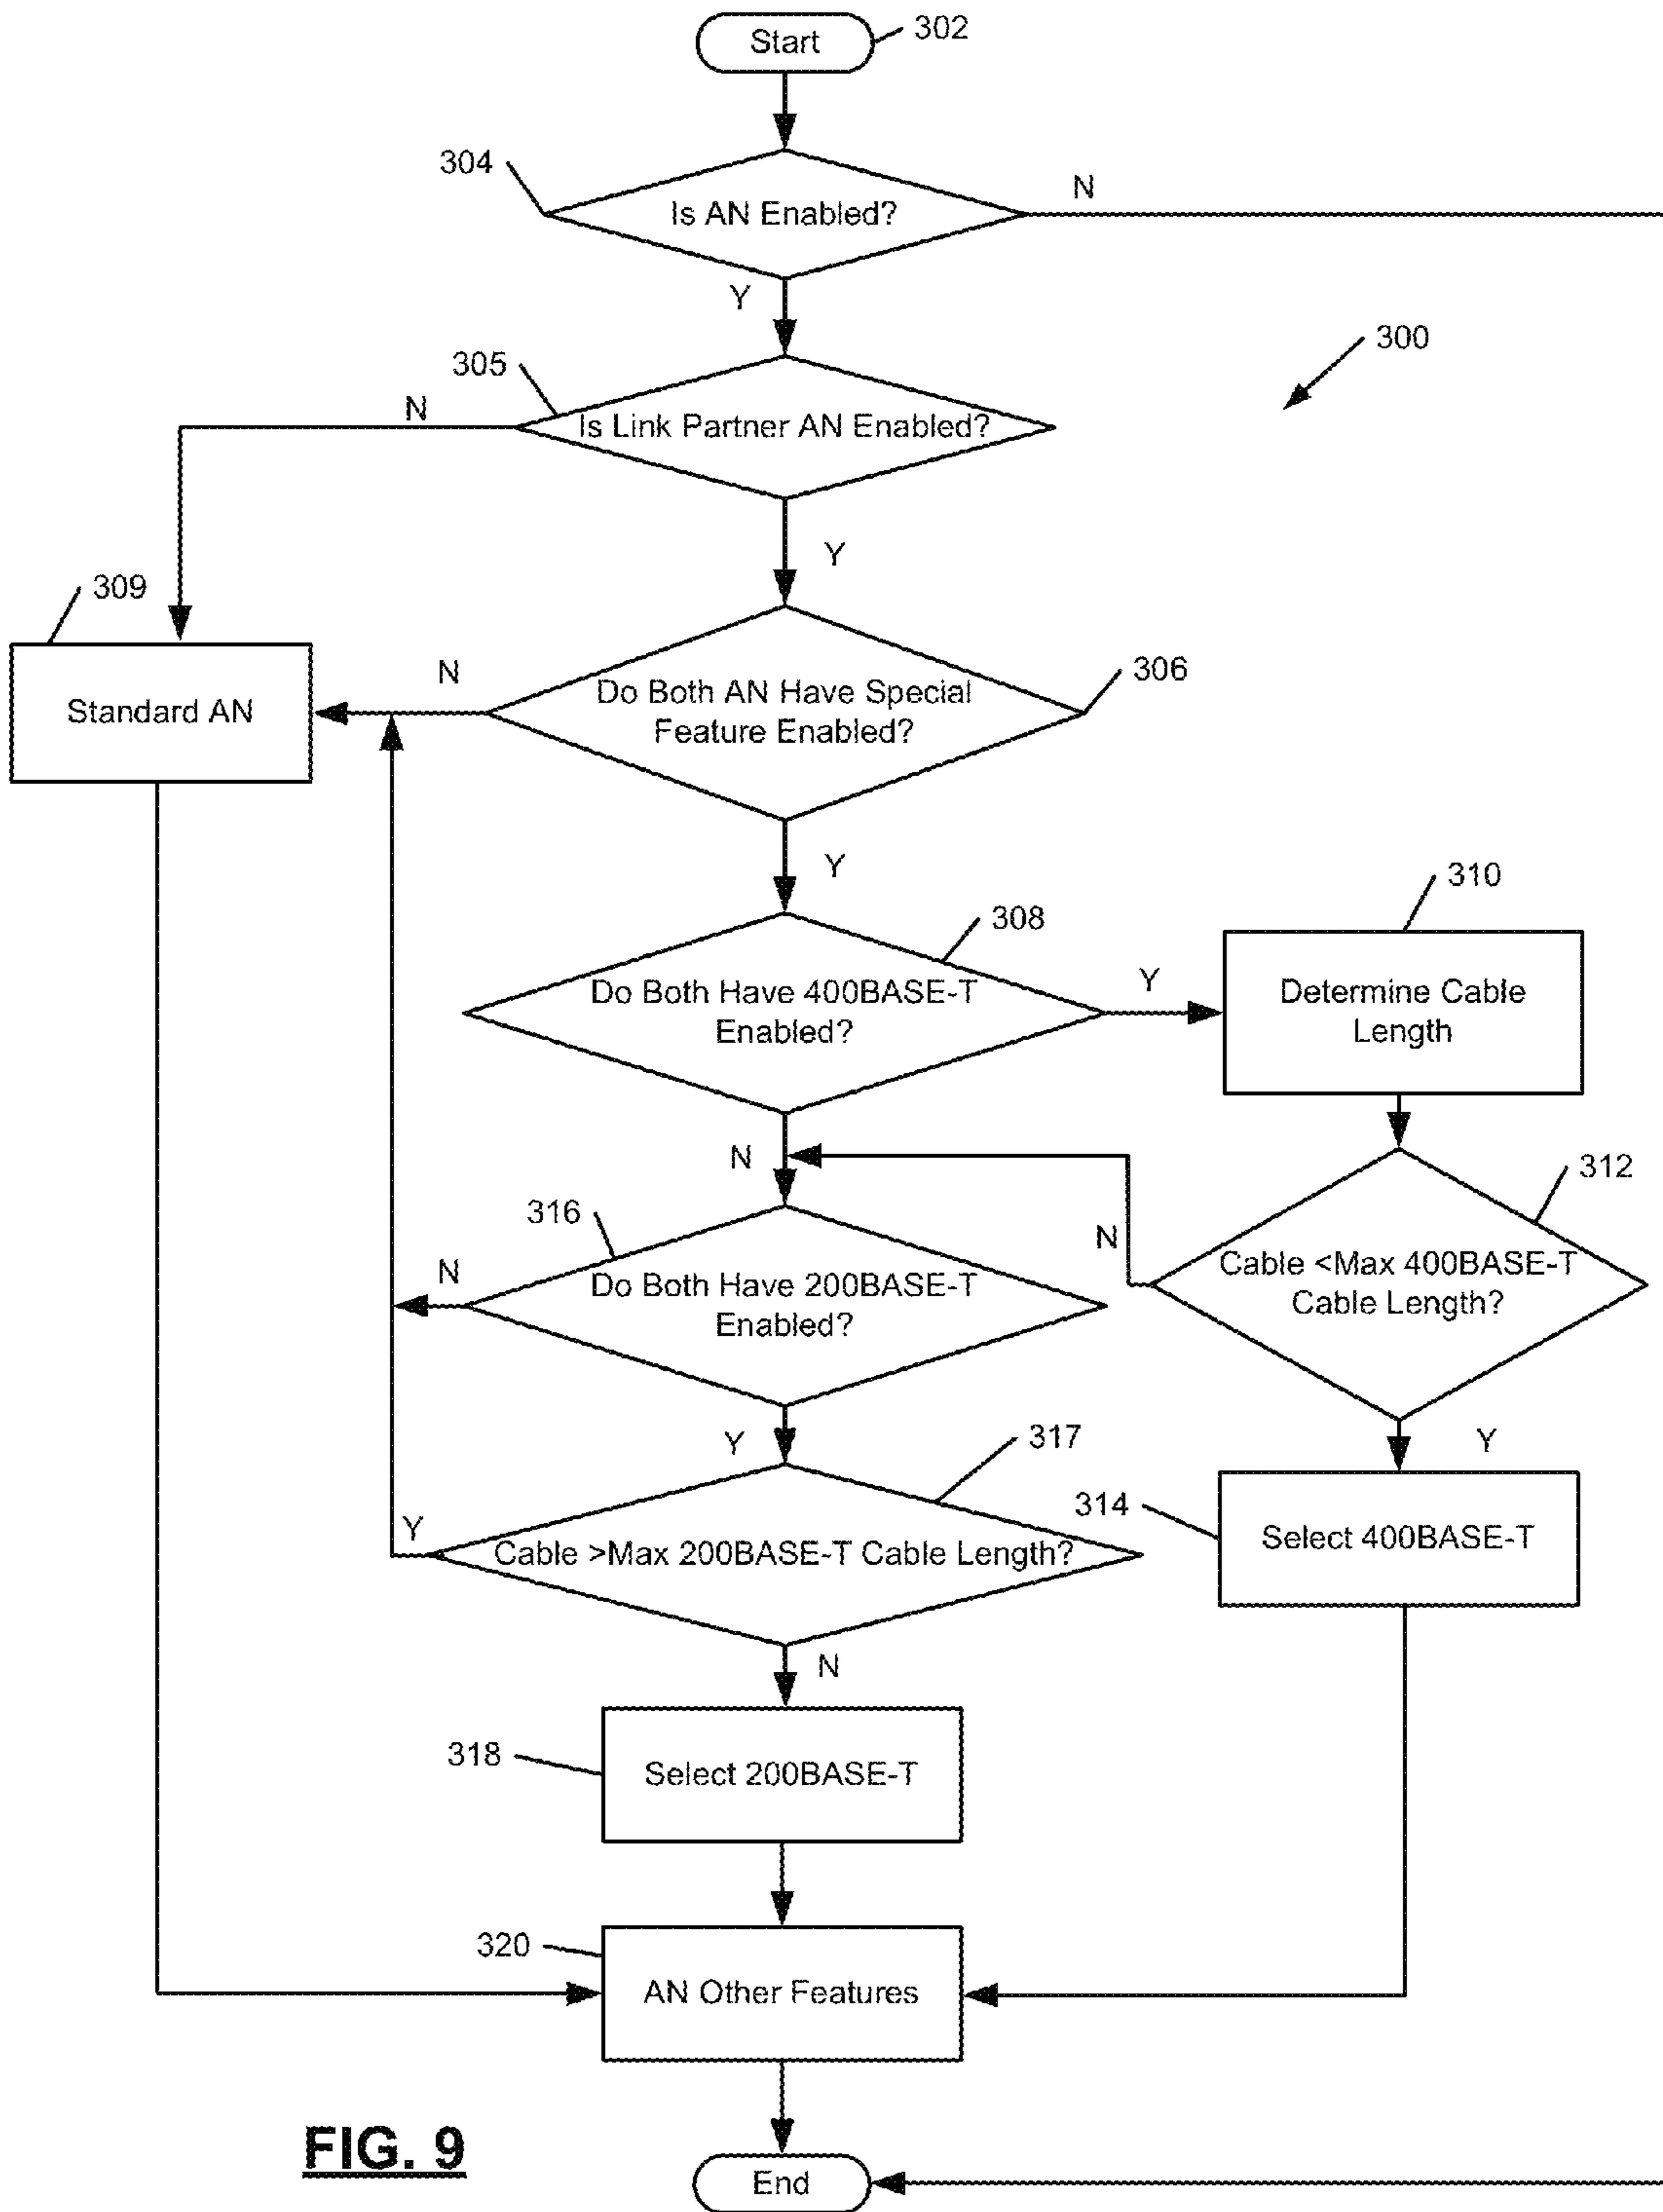 Start
302
304
Is AN Enabled?
N
Y
300
305
N
Is Link Partner AN Enabled?
Y
309
Standard AN
N
Do Both AN Have Special
Feature Enabled?
306
Y
308
Do Both Have 400BASE-T
Enabled?
Y
310
Determine Cable
Length
N
312
Cable <Max 400BASE-T
Cable Length?
N
316
N
Do Both Have 200BASE-T
Enabled?
Y
Y
317
314
Select 400BASE-T
Y
Cable >Max 200BASE-T Cable Length?
N
318
Select 200BASE-T
320
AN Other Features
FIG. 9
End